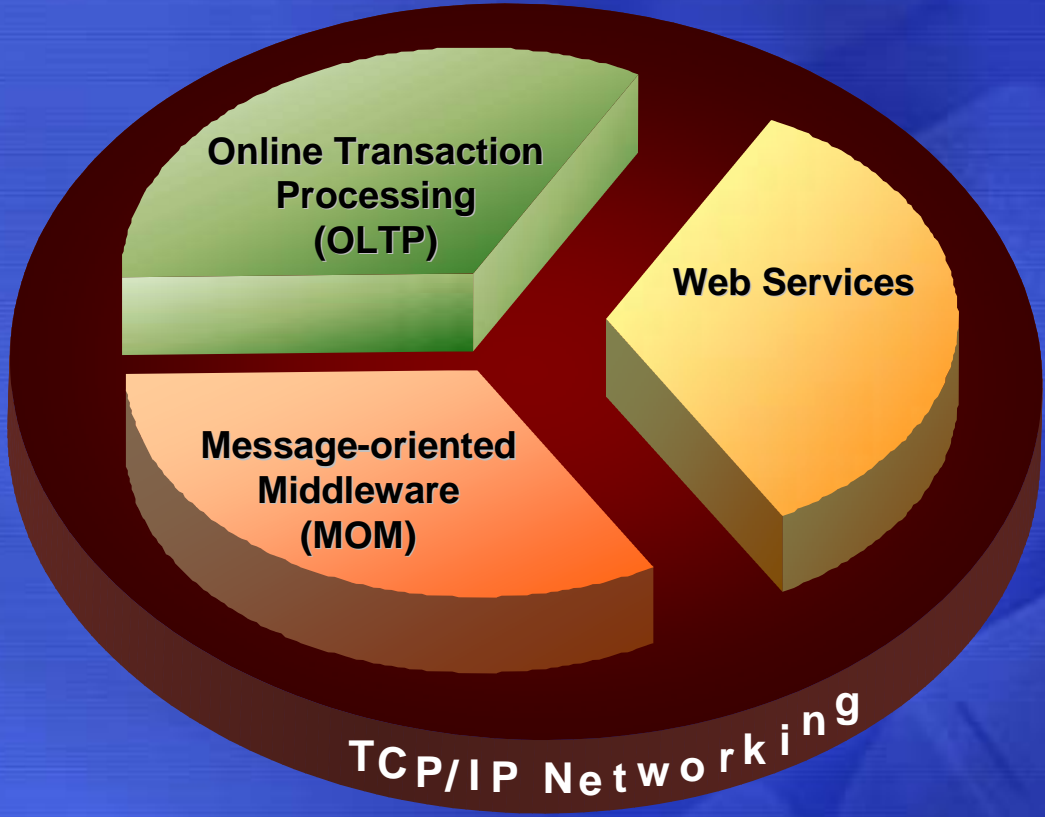 Online Transaction
Processing
(OLTP)
Web Services
Message-oriented
Middleware
(MOM)
TCP/IP Networking